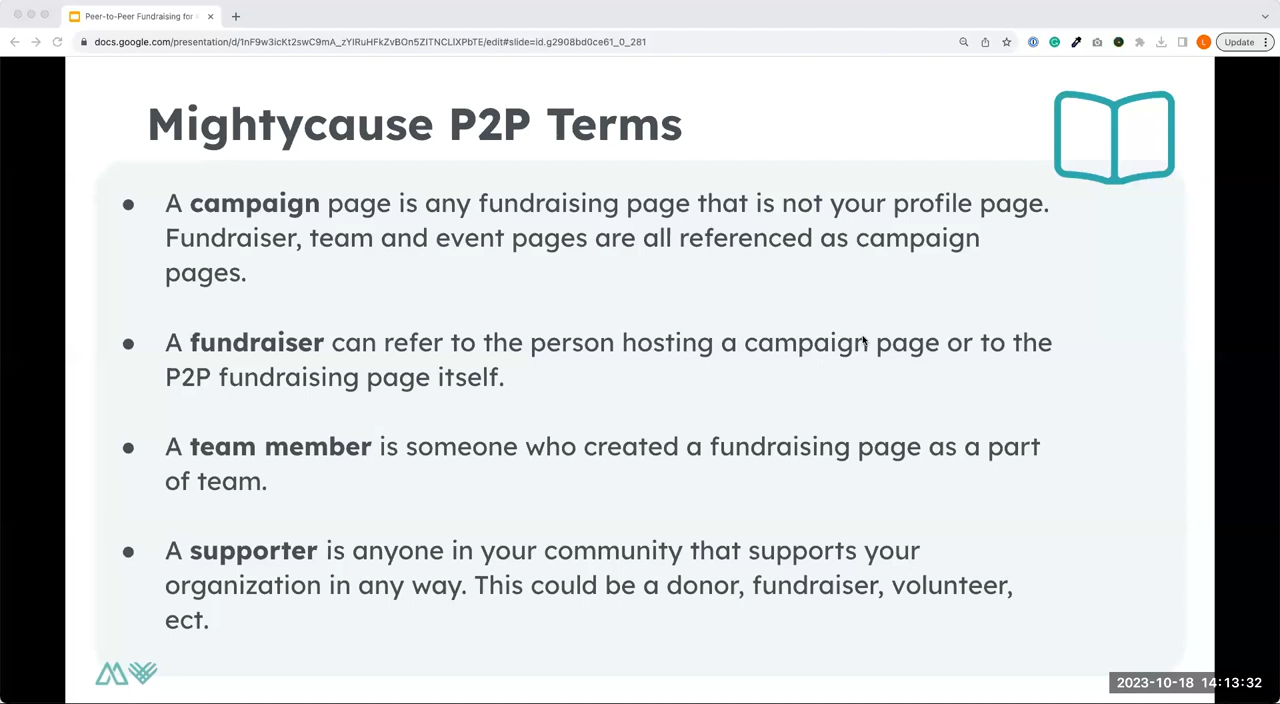 Peer-to-Peer Fundraising for
docs.google.com/presentation/d/1nF9w3icKt2swC9mA_zYlRuHFkZvBOn5ZITNCLlXPbTE/edit#slide=id.g2908bd0ce61_0_281
L
Update
Mightycause P2P Terms
● A campaign page is any fundraising page that is not your profile page.
Fundraiser, team and event pages are all referenced as campaign
pages.
● A fundraiser can refer to the person hosting a campaign page or to the
P2P fundraising page itself.
● A team member is someone who created a fundraising page as a part
of team.
● A supporter is anyone in your community that supports your
organization in any way. This could be a donor, fundraiser, volunteer,
ect.
2023-10-18 14:13:32